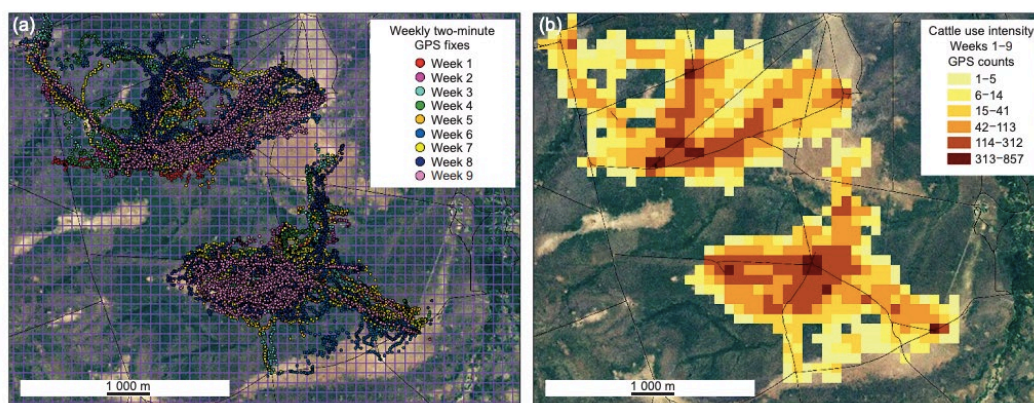 (a)
Weekly two-minute
GPS fixes
Week 1
Week 2
Week 3
Week 4
Week 5
Week 6
Week 7
Week 8
Week 9
1 000 m
(b)
Cattle use intensity
Weeks 1–9
GPS counts
1–5
6–14
15–41
42–113
114–312
313–857
1 000 m